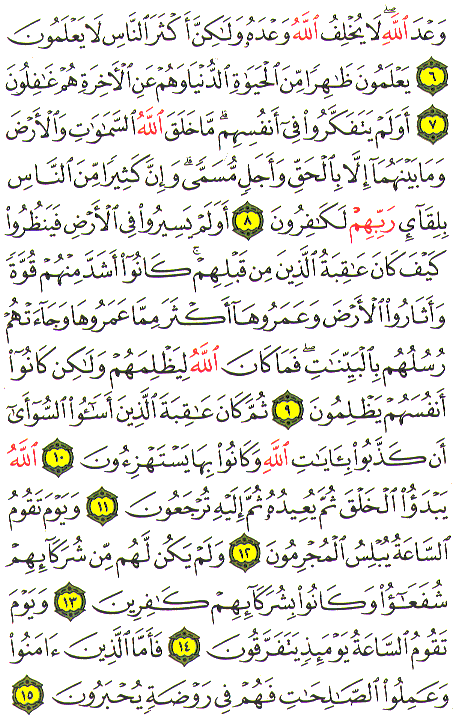 وَعْدَ ٱللَّهِ ۖ لَا يُخْلِفُ ٱللَّهُ وَعْدَهُۥ وَلَٰكِنَّ أَكْثَرَ ٱلنَّاسِ لَا يَعْلَمُونَ
٦ يَعْلَمُونَ ظَٰهِرًا مِّنَ ٱلْحَيَوٰةِ ٱلدُّنْيَا وَهُمْ عَنِ ٱلْءَاخِرَةِ هُمْ غَٰفِلُونَ
٧ أَوَلَمْ يَتَفَكَّرُوا۟ فِىٓ أَنفُسِهِم ۗ مَّا خَلَقَ ٱللَّهُ ٱلسَّمَٰوَٰتِ وَٱلْأَرْضَ
وَمَا بَيْنَهُمَآ إِلَّا بِٱلْحَقِّ وَأَجَلٍ مُّسَمًّى ۗ وَإِنَّ كَثِيرًا مِّنَ ٱلنَّاسِ
بِلِقَآئِ رَبِّهِمْ لَكَٰفِرُونَ ٨ أَوَلَمْ يَسِيرُوا۟ فِى ٱلْأَرْضِ فَيَنظُرُوا۟
كَيْفَ كَانَ عَٰقِبَةُ ٱلَّذِينَ مِن قَبْلِهِمْ ۚ كَانُوٓا۟ أَشَدَّ مِنْهُمْ قُوَّةً
وَأَثَارُوا۟ ٱلْأَرْضَ وَعَمَرُوهَآ أَكْثَرَ مِمَّا عَمَرُوهَا وَجَآءَتْهُمْ
رُسُلُهُم بِٱلْبَيِّنَٰتِ ۖ فَمَا كَانَ ٱللَّهُ لِيَظْلِمَهُمْ وَلَٰكِن كَانُوٓا۟
أَنفُسَهُمْ يَظْلِمُونَ ٩ ثُمَّ كَانَ عَٰقِبَةَ ٱلَّذِينَ أَسَٰٓـُٔوا۟ ٱلسُّوٓأَىٰٓ
أَن كَذَّبُوا۟ بِـَٔايَٰتِ ٱللَّهِ وَكَانُوا۟ بِهَا يَسْتَهْزِءُونَ ١٠ ٱللَّهُ
يَبْدَؤُا۟ ٱلْخَلْقَ ثُمَّ يُعِيدُهُۥ ثُمَّ إِلَيْهِ تُرْجَعُونَ ١١ وَيَوْمَ تَقُومُ
ٱلسَّاعَةُ يُبْلِسُ ٱلْمُجْرِمُونَ ١٢ وَلَمْ يَكُن لَّهُم مِّن شُرَكَآئِهِمْ
شُفَعَٰٓؤُا۟ وَكَانُوا۟ بِشُرَكَآئِهِمْ كَٰفِرِينَ ١٣ وَيَوْمَ
تَقُومُ ٱلسَّاعَةُ يَوْمَئِذٍ يَتَفَرَّقُونَ ١٤ فَأَمَّا ٱلَّذِينَ ءَامَنُوا۟
وَعَمِلُوا۟ ٱلصَّٰلِحَٰتِ فَهُمْ فِى رَوْضَةٍ يُحْبَرُونَ ١٥